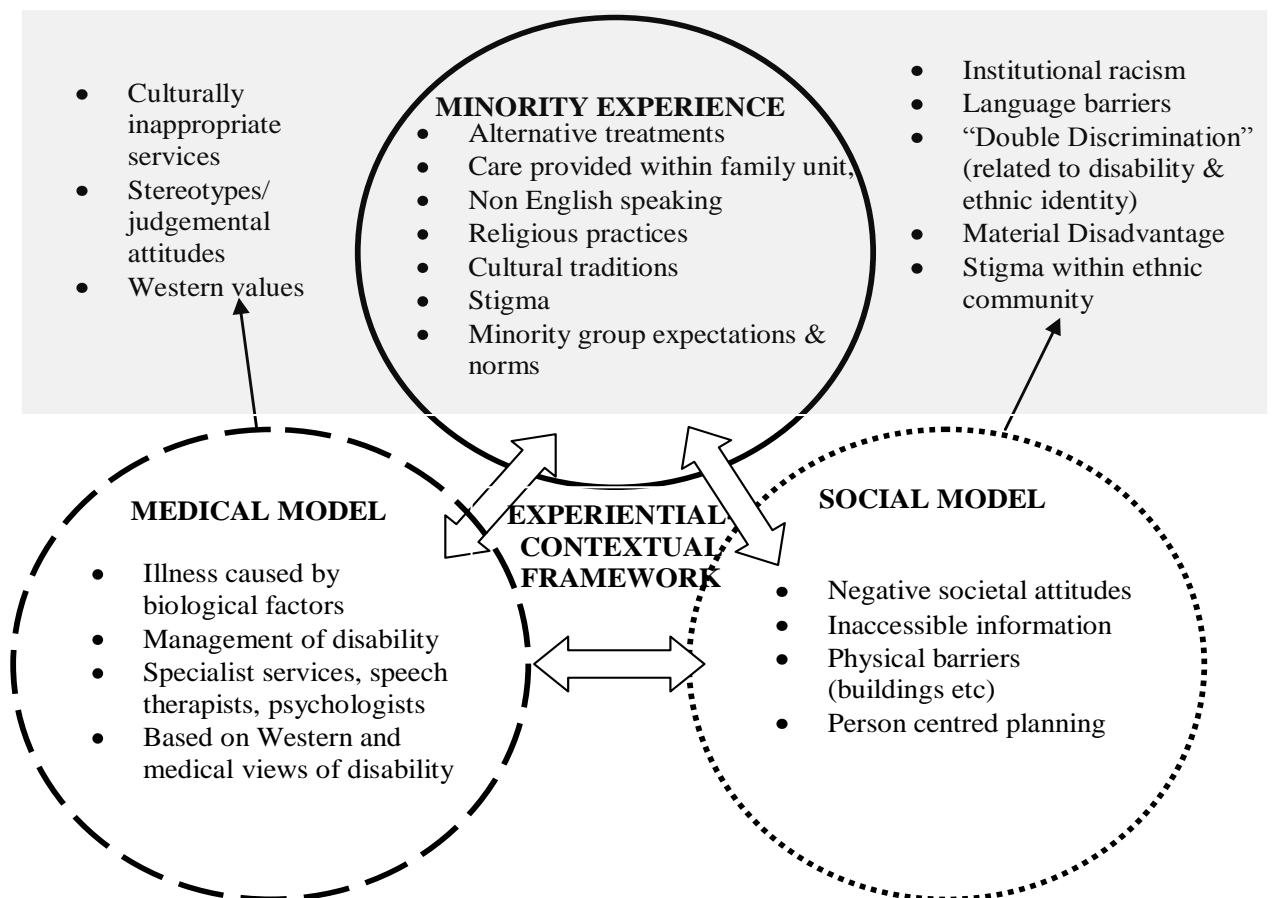 • Culturally
inappropriate
services
• Stereotypes/
judgemental
attitudes
• Western values
MINORITY EXPERIENCE
• Alternative treatments
• Care provided within family unit,
• Non English speaking
• Religious practices
• Cultural traditions
• Stigma
• Minority group expectations &
norms
• Institutional racism
• Language barriers
• “Double Discrimination”
(related to disability &
ethnic identity)
• Material Disadvantage
• Stigma within ethnic
community
MEDICAL MODEL
• Illness caused by
biological factors
• Management of disability
• Specialist services, speech
therapists, psychologists
• Based on Western and
medical views of disability
EXPERIENTIAL-
CONTEXTUAL
FRAMEWORK
SOCIAL MODEL
• Negative societal attitudes
• Inaccessible information
• Physical barriers
(buildings etc)
• Person centred planning